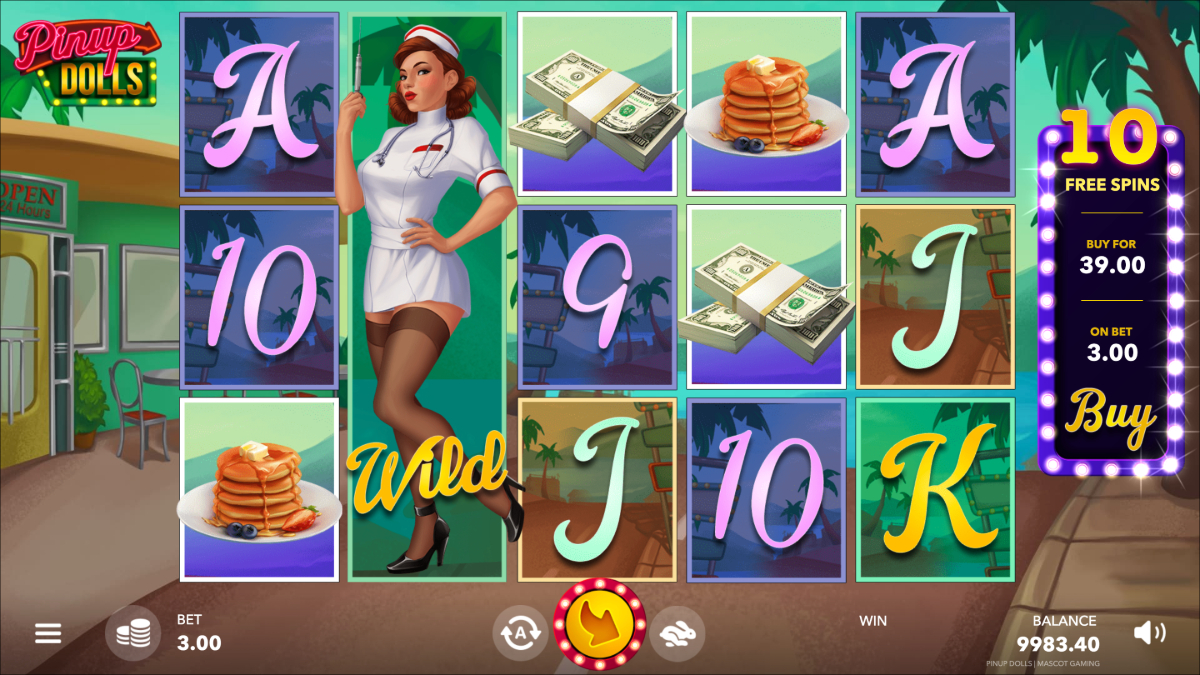 Pinup
DOLLS
OPEN
24 Hours
A
A
10
9
J
Wild
J
10
K
10
FREE SPINS
BUY FOR
39.00
ON BET
3.00
Buy
BET
3.00
A
WIN
BALANCE
9983.40
PINUP DOLLS | MASCOT GAMING